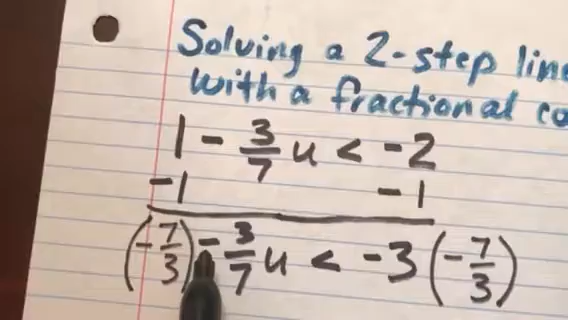 Solving a 2-step
with a fractional
1 - 3/7 u < -2
-1 -1
(-7/3) - 3/7 u < -3 (-7/3)